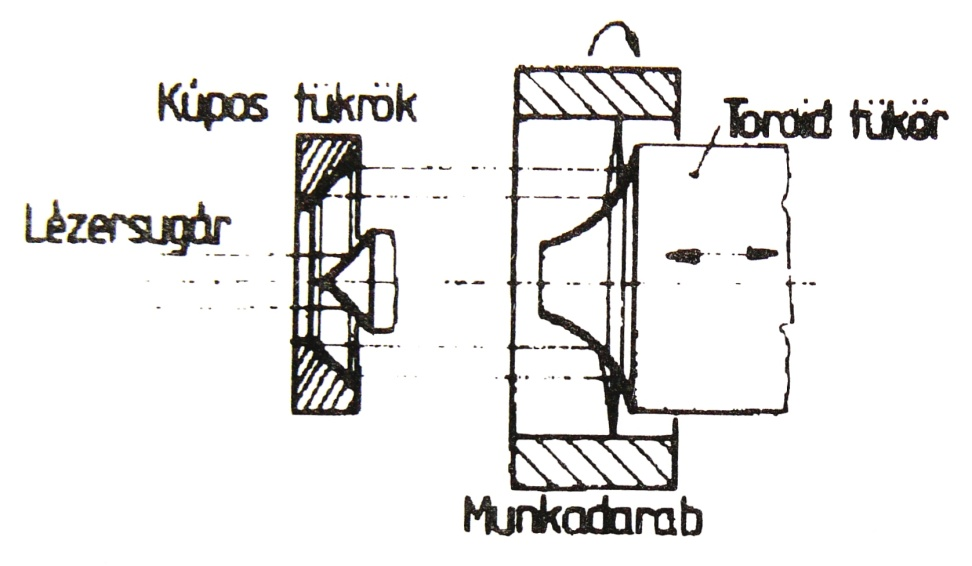 Kúpos tükrök
Toroid tükör
Lézersugár
Munkadarab